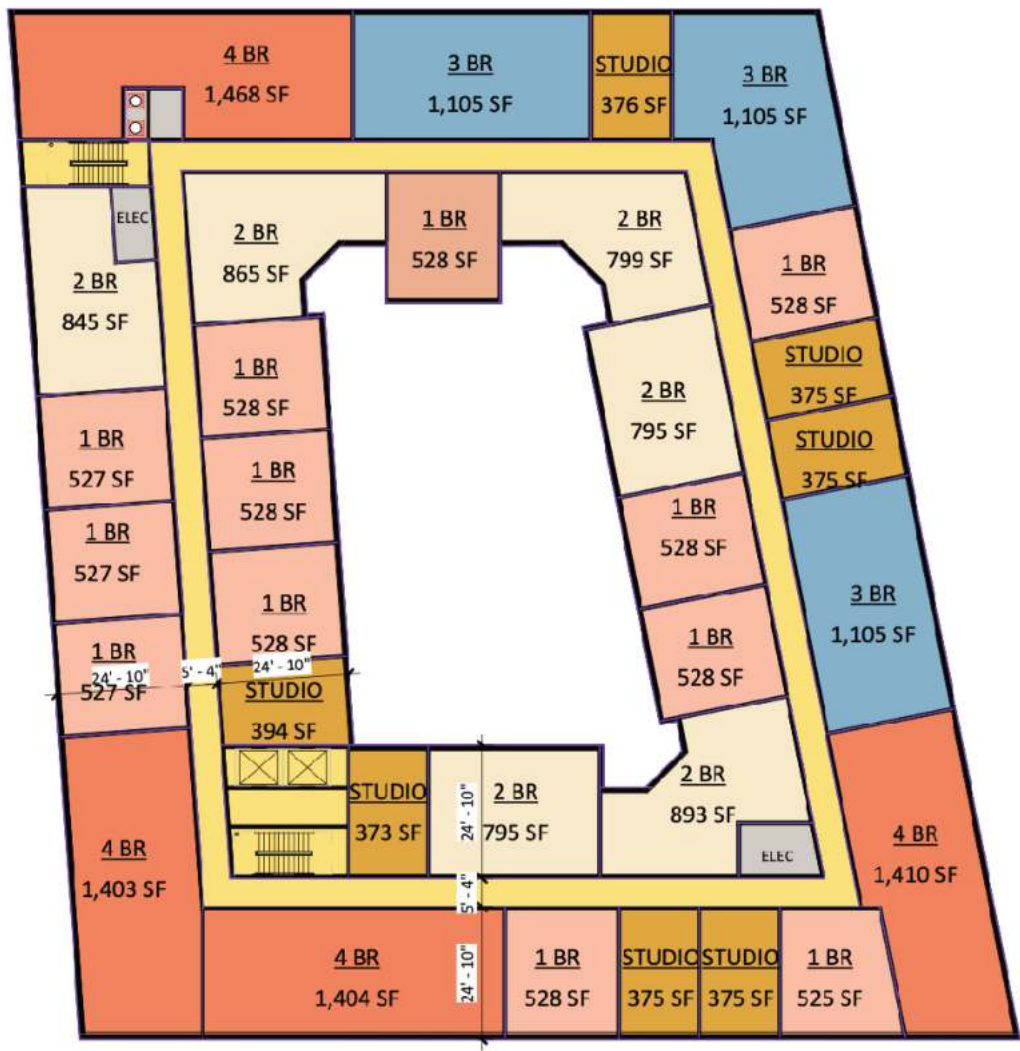 4 BR
1,468 SF
3 BR
1,105 SF
STUDIO
376 SF
3 BR
1,105 SF
ELEC
2 BR
845 SF
2 BR
865 SF
1 BR
528 SF
2 BR
799 SF
1 BR
528 SF
STUDIO
375 SF
STUDIO
375 SF
1 BR
528 SF
2 BR
795 SF
1 BR
527 SF
1 BR
528 SF
1 BR
528 SF
1 BR
527 SF
1 BR
528 SF
1 BR
528 SF
3 BR
1,105 SF
1 BR
527 SF
24' - 10"
5' - 4"
24' - 10"
STUDIO
394 SF
STUDIO
373 SF
2 BR
795 SF
24' - 10"
2 BR
893 SF
ELEC
4 BR
1,403 SF
4 BR
1,410 SF
5' - 4"
4 BR
1,404 SF
24' - 10"
1 BR
528 SF
STUDIO
375 SF
STUDIO
375 SF
1 BR
525 SF